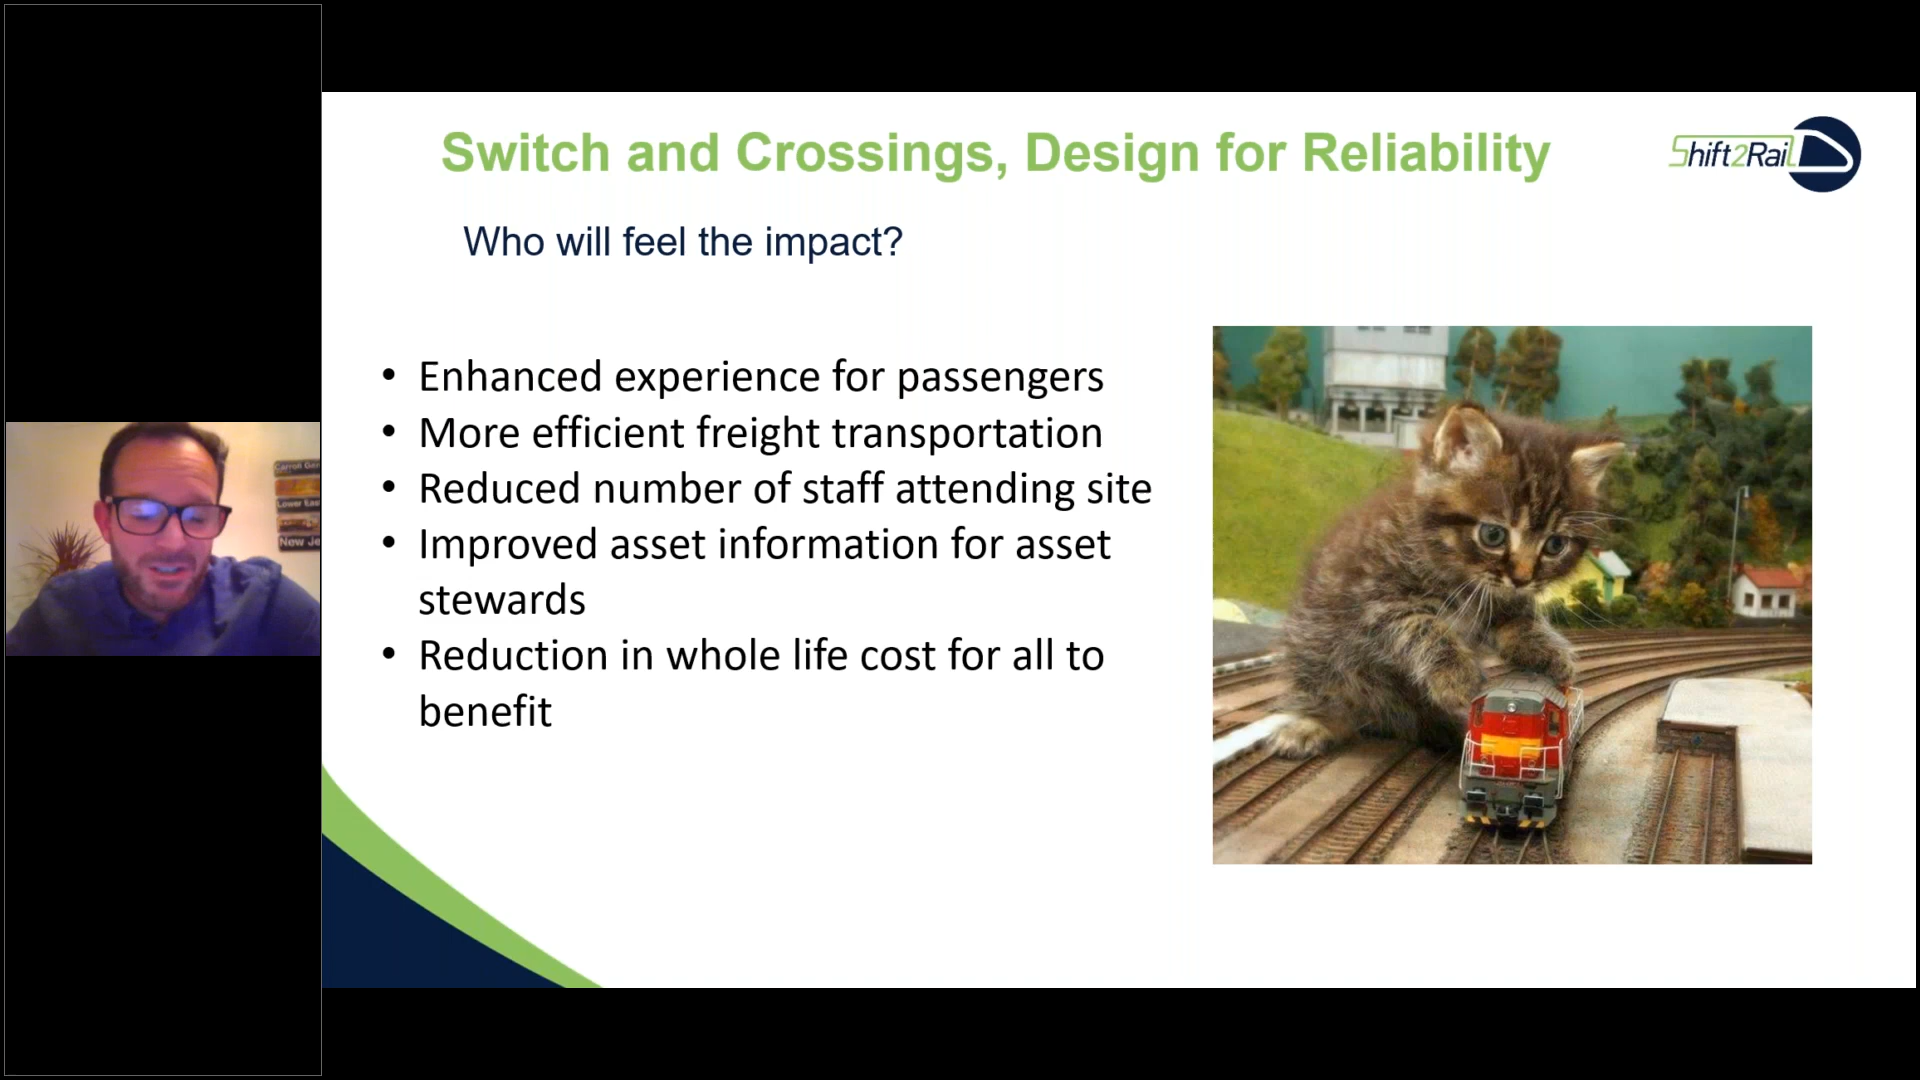 Switch and Crossings, Design for Reliability
Shift2Rail
Who will feel the impact?
• Enhanced experience for passengers
• More efficient freight transportation
• Reduced number of staff attending site
• Improved asset information for asset
stewards
• Reduction in whole life cost for all to
benefit
Lower
New